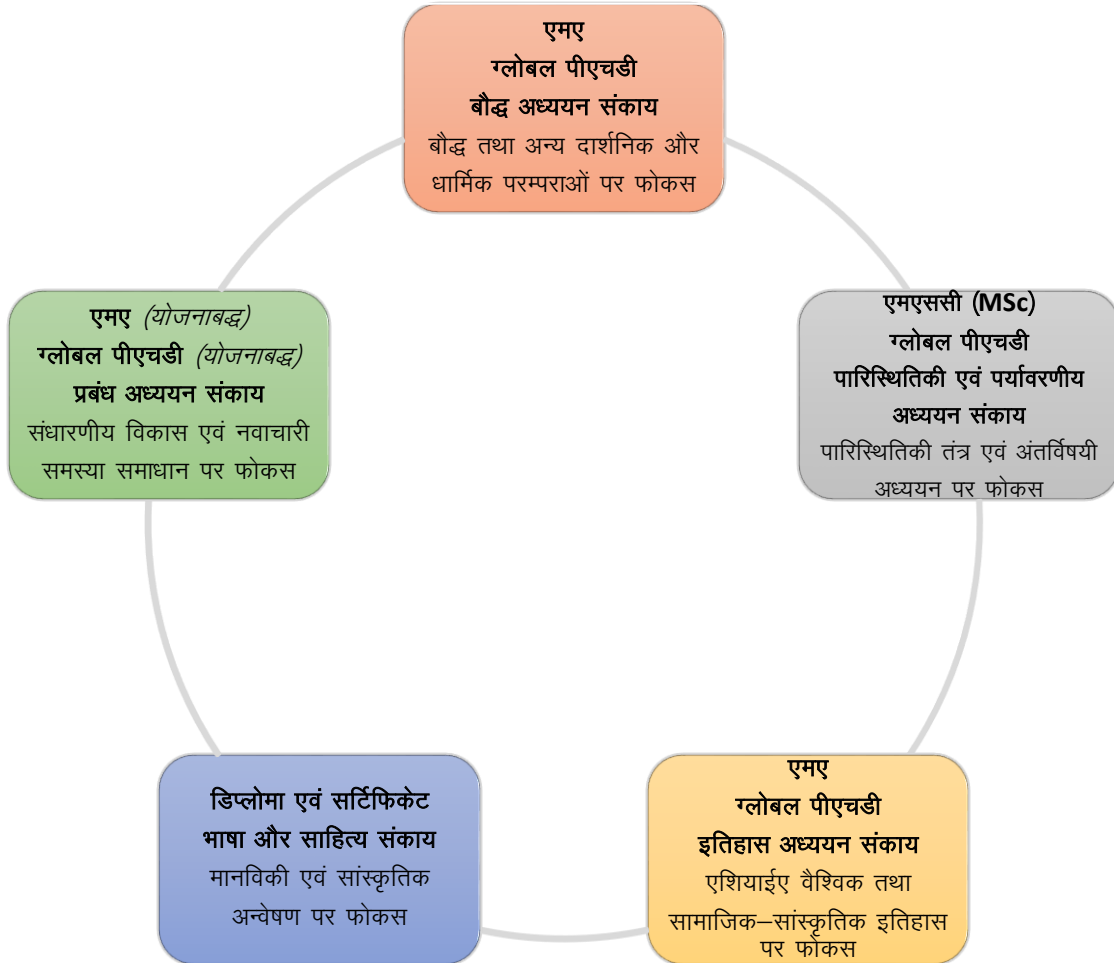 एमए
ग्लोबल पीएचडी
बौद्ध अध्ययन संकाय
बौद्ध तथा अन्य दार्शनिक और
धार्मिक परम्पराओं पर फोकस
एमए (योजनाबद्ध)
ग्लोबल पीएचडी (योजनाबद्ध)
प्रबंध अध्ययन संकाय
संधारणीय विकास एवं नवाचारी
समस्या समाधान पर फोकस
एमएससी (MSc)
ग्लोबल पीएचडी
पारिस्थितिकी एवं पर्यावरणीय
अध्ययन संकाय
पारिस्थितिकी तंत्र एवं अंतर्विषयी
अध्ययन पर फोकस
डिप्लोमा एवं सर्टिफिकेट
भाषा और साहित्य संकाय
मानविकी एवं सांस्कृतिक
अन्वेषण पर फोकस
एमए
ग्लोबल पीएचडी
इतिहास अध्ययन संकाय
एशियाईए वैश्विक तथा
सामाजिक–सांस्कृतिक इतिहास
पर फोकस